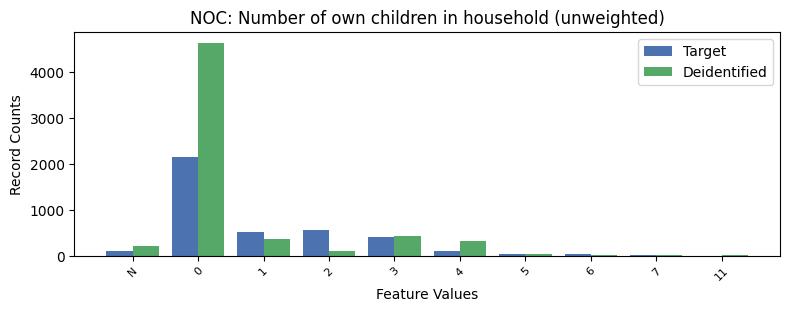 NOC: Number of own children in household (unweighted)
Target
Deidentified
Record Counts
4000
3000
2000
1000
0
N 0 1 2 3 4 5 6 7 11
Feature Values